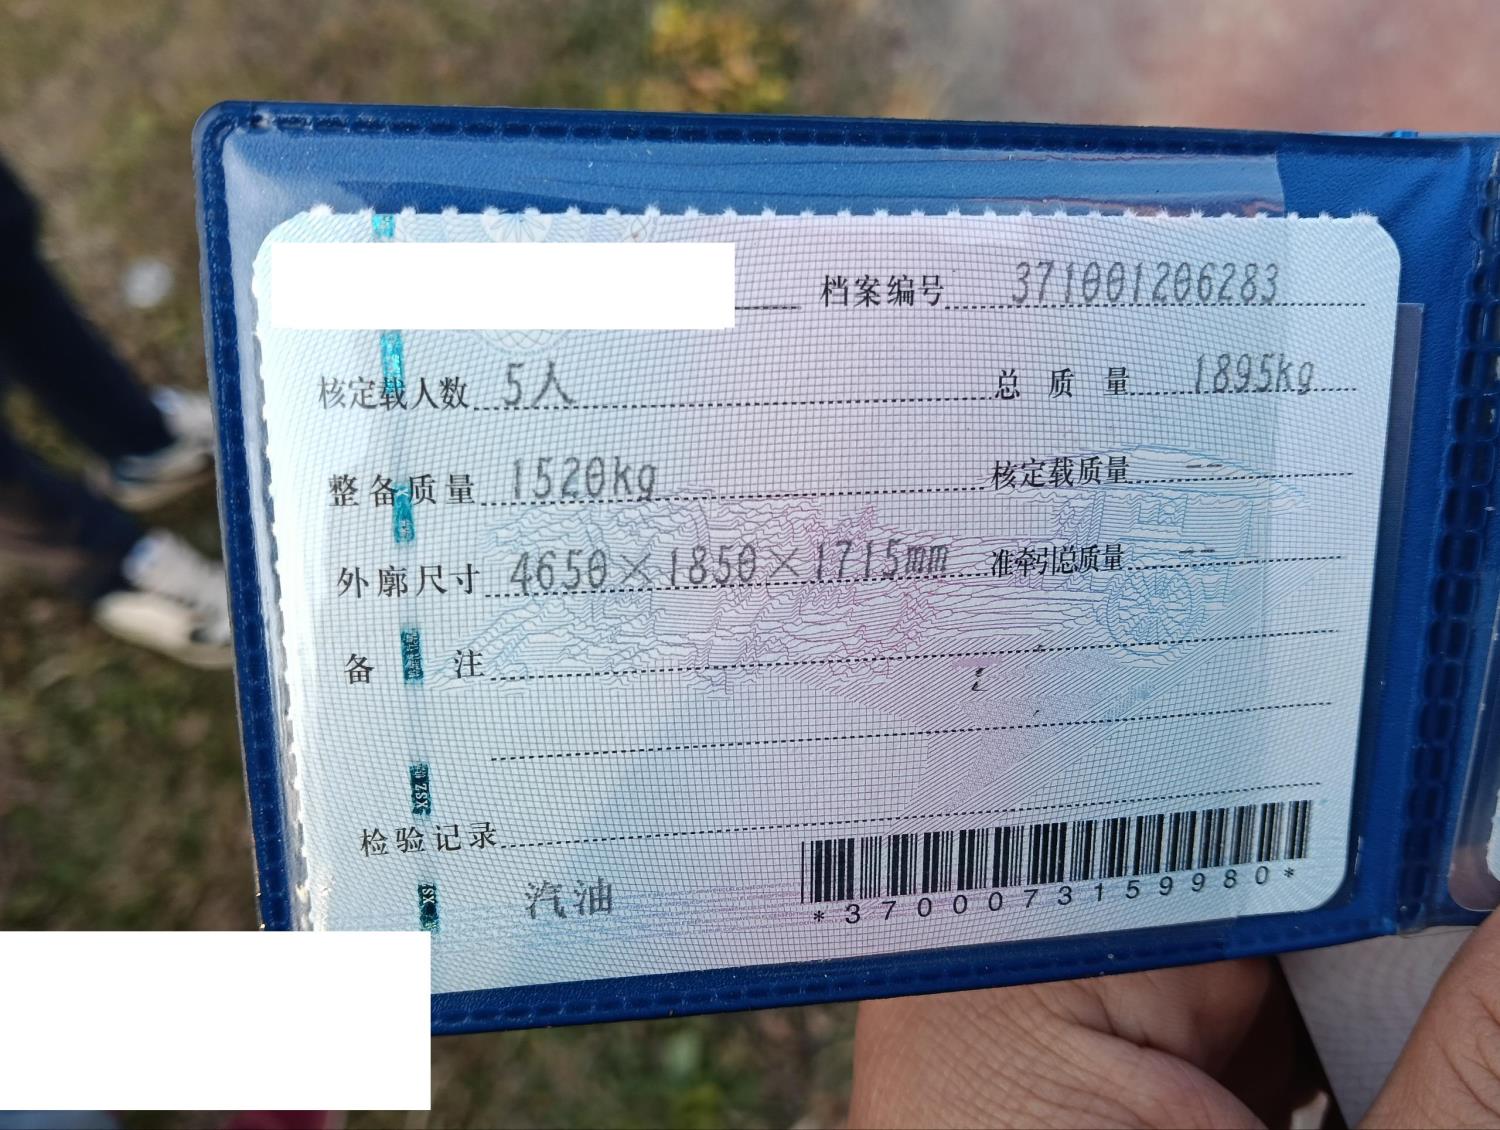 档案编号 371001206283
核定载人数 5人 总质量 1895kg
整备质量 1520kg 核定载质量 --
外廓尺寸 4650×1850×1715mm 准牵引总质量 --
备注
检验记录
汽油 *3700073159980*